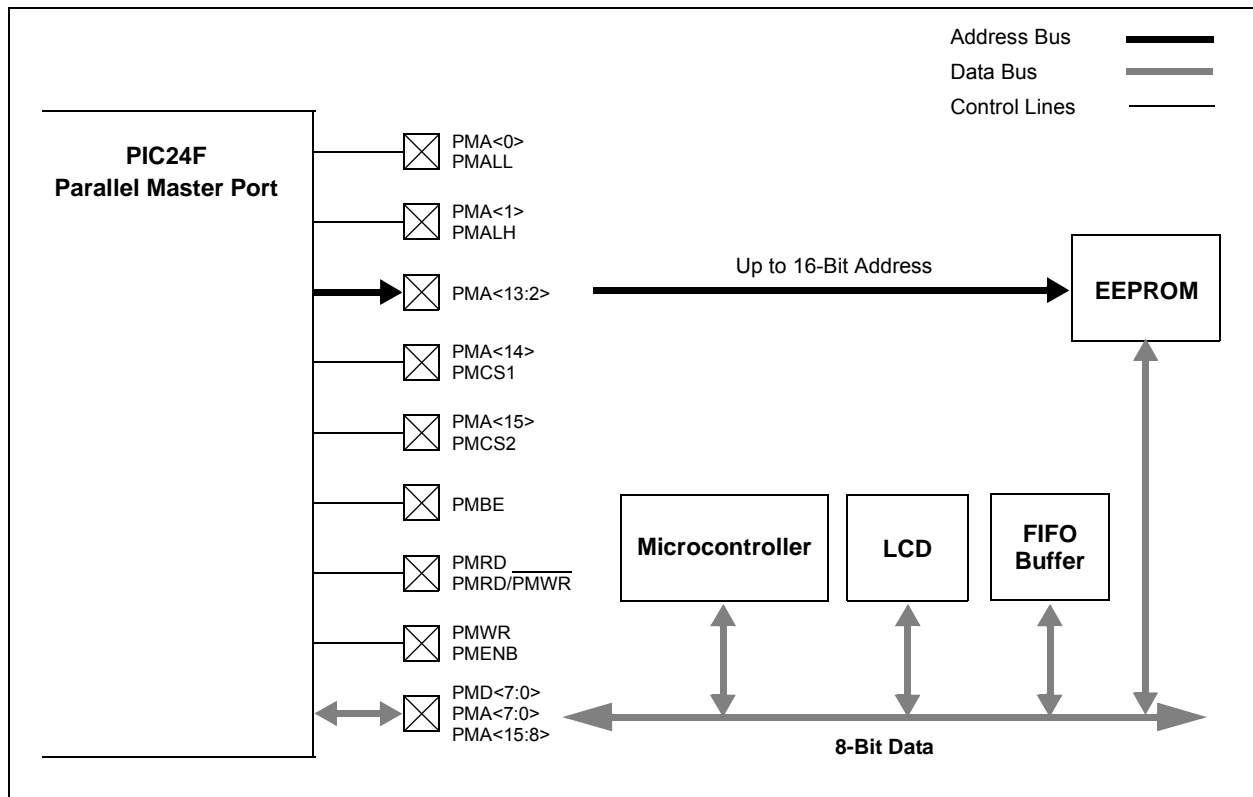 Address Bus
Data Bus
Control Lines
PIC24F
Parallel Master Port
PMA<0>
PMALL
PMA<1>
PMALH
PMA<13:2>
Up to 16-Bit Address
EEPROM
PMA<14>
PMCS1
PMA<15>
PMCS2
PMBE
PMRD
PMRD/PMWR
PMWR
PMENB
PMD<7:0>
PMA<7:0>
PMA<15:8>
Microcontroller
LCD
FIFO
Buffer
8-Bit Data